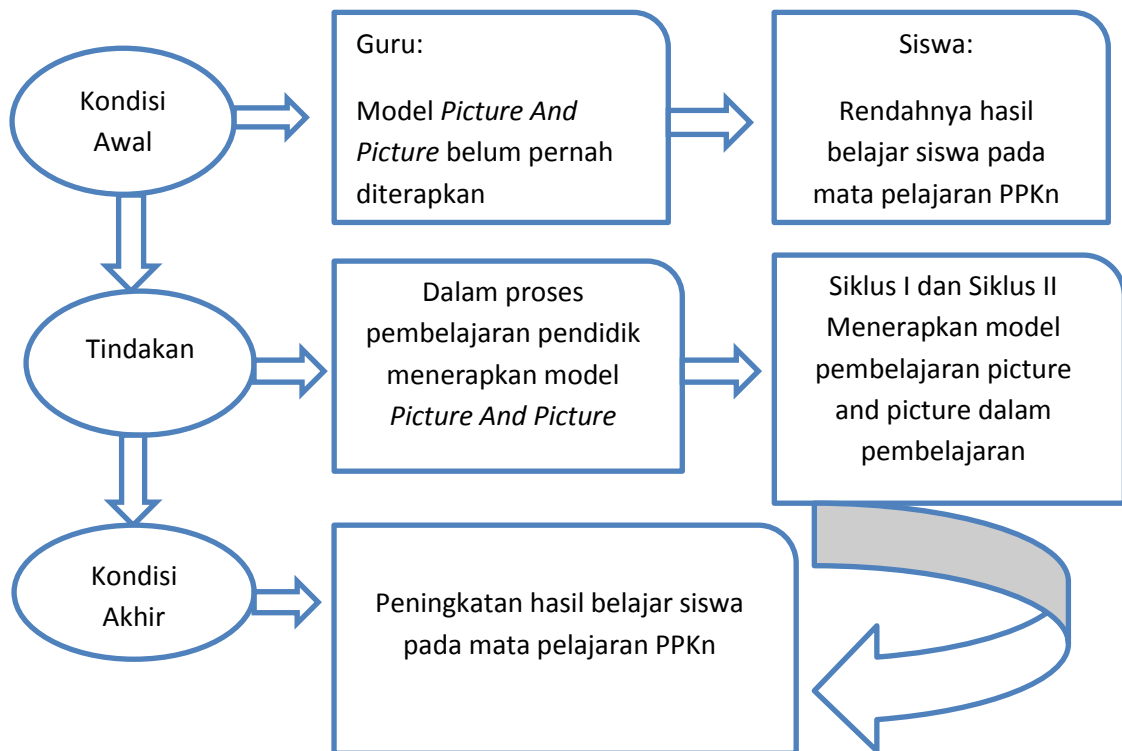 Kondisi
Awal
Guru:
Model Picture And
Picture belum pernah
diterapkan
Siswa:
Rendahnya hasil
belajar siswa pada
mata pelajaran PPKn
Tindakan
Dalam proses
pembelajaran pendidik
menerapkan model
Picture And Picture
Siklus I dan Siklus II
Menerapkan model
pembelajaran picture
and picture dalam
pembelajaran
Kondisi
Akhir
Peningkatan hasil belajar siswa
pada mata pelajaran PPKn